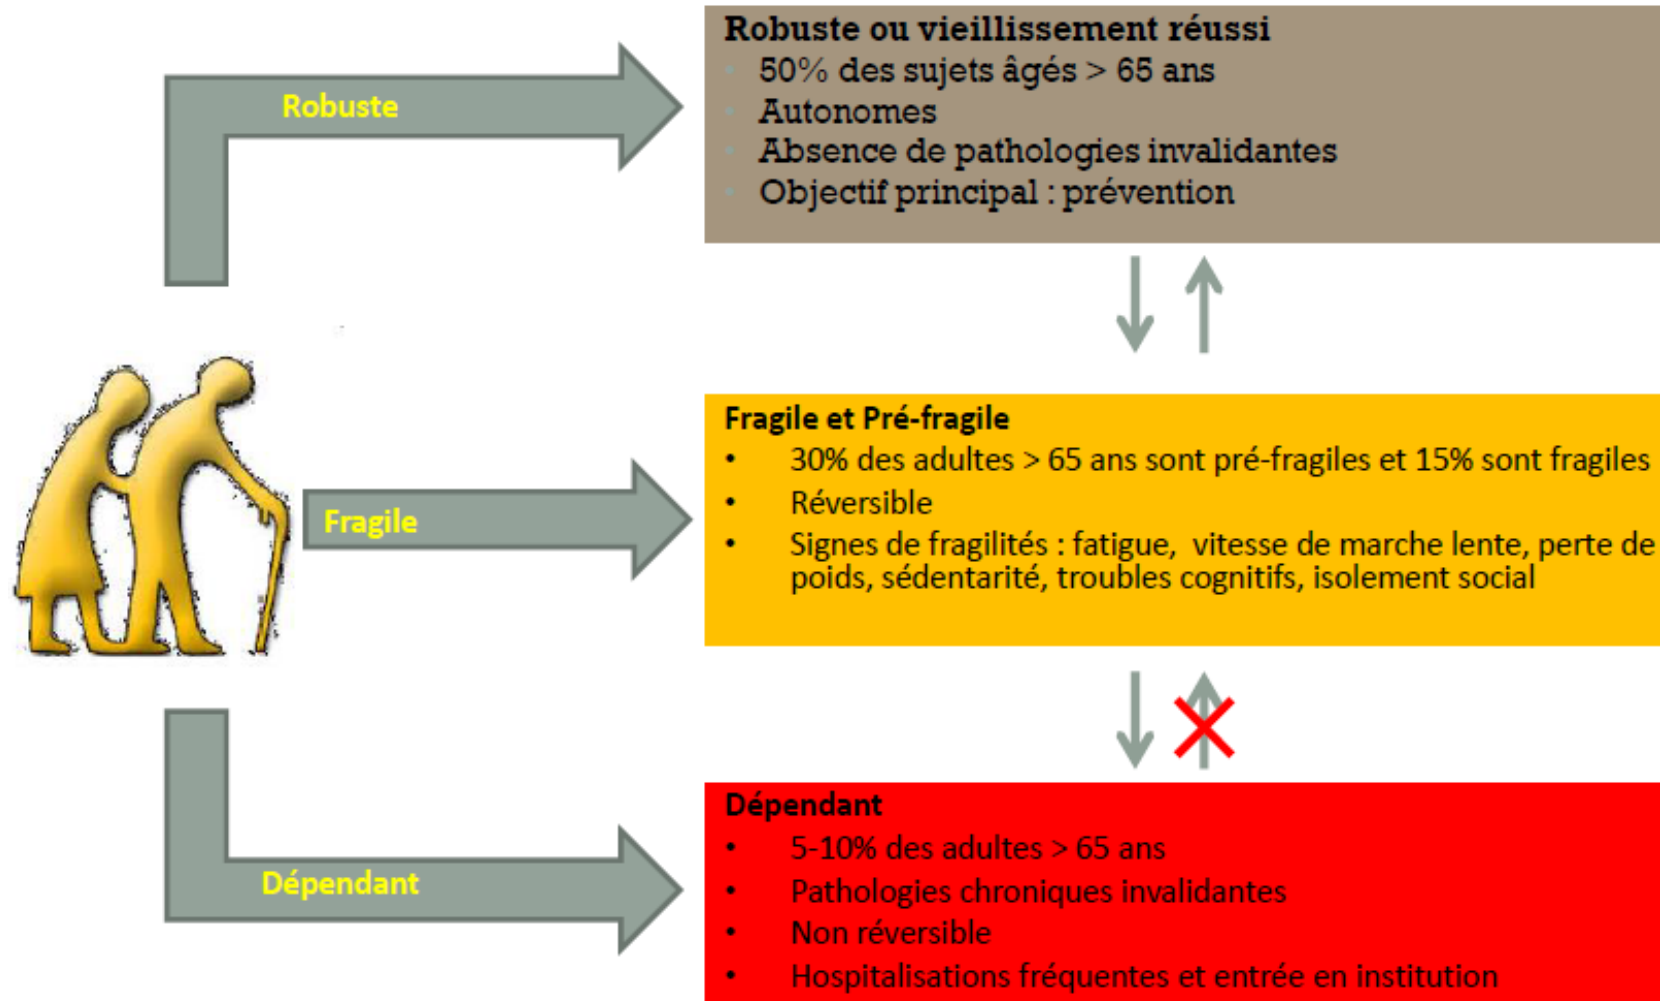 Robuste
Robuste ou vieillissement réussi
50% des sujets âgés > 65 ans
Autonomes
Absence de pathologies invalidantes
Objectif principal : prévention
Fragile
Fragile et Pré-fragile
• 30% des adultes > 65 ans sont pré-fragiles et 15% sont fragiles
• Réversible
• Signes de fragilités : fatigue, vitesse de marche lente, perte de
poids, sédentarité, troubles cognitifs, isolement social
Dépendant
Dépendant
• 5-10% des adultes > 65 ans
• Pathologies chroniques invalidantes
• Non réversible
• Hospitalisations fréquentes et entrée en institution